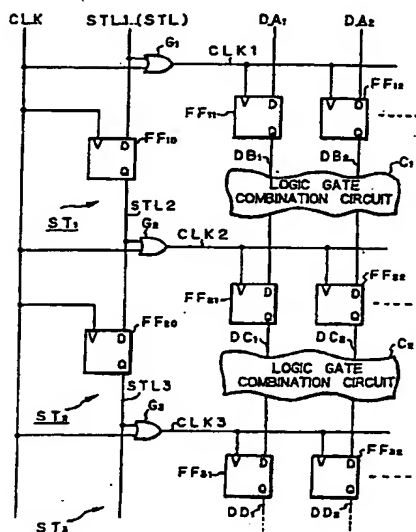 CLK STL1(STL) DA1 DA2
G1 CLK1
FF11 V D Q V D Q FF12
V D Q FF10
DB1 DB2 C1
LOGIC GATE
COMBINATION CIRCUIT
ST1 STL2
G2 CLK2
FF21 V D Q V D Q FF22
V D Q FF20
DC1 DC2 C2
LOGIC GATE
COMBINATION CIRCUIT
ST2 STL3
G3 CLK3
FF31 V D Q V D Q FF32
ST3 DD1 DD2